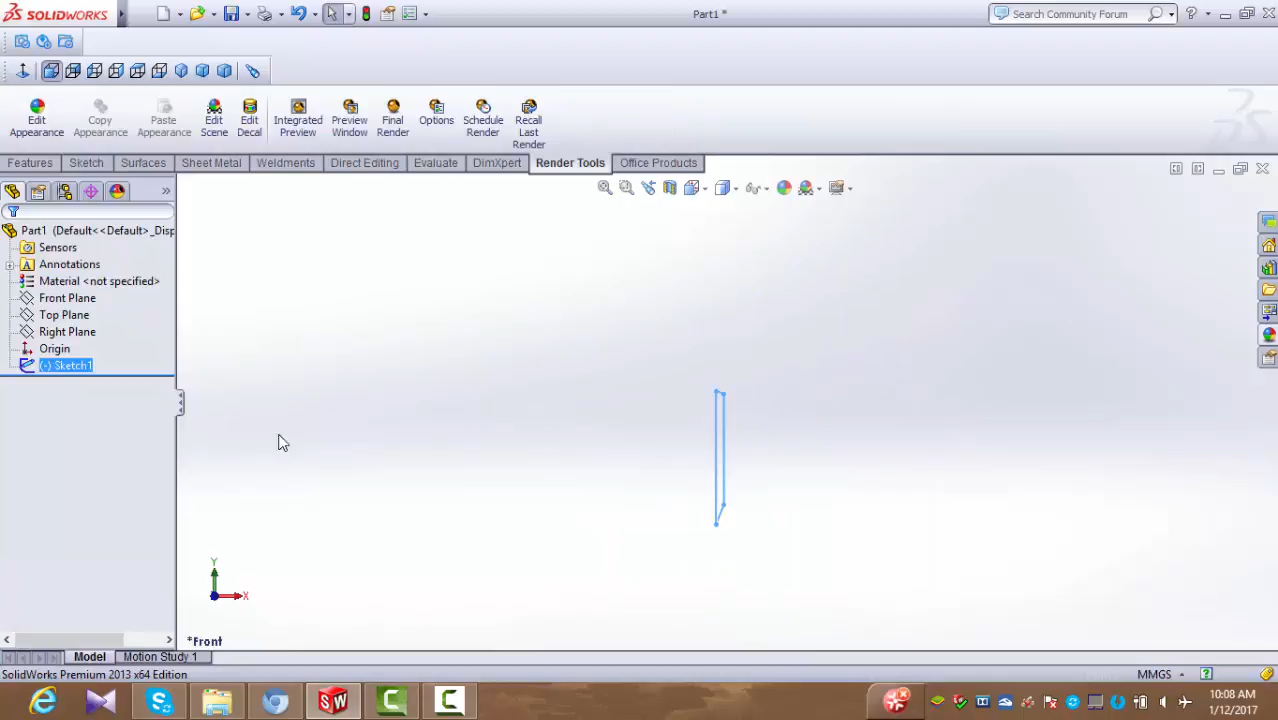 SOLIDWORKS
Part1 *
Search Community Forum
Edit Appearance
Copy Appearance
Paste Appearance
Edit Scene
Edit Decal
Integrated Preview
Preview Window
Final Render
Options
Schedule Render
Recall Last Render
Features
Sketch
Surfaces
Sheet Metal
Weldments
Direct Editing
Evaluate
DimXpert
Render Tools
Office Products
Part1 (Default<<Default>_Disp
Sensors
Annotations
Material <not specified>
Front Plane
Top Plane
Right Plane
Origin
(-) Sketch1
Y
X
*Front
Model
Motion Study 1
SolidWorks Premium 2013 x64 Edition
MMGS
10:08 AM
1/12/2017